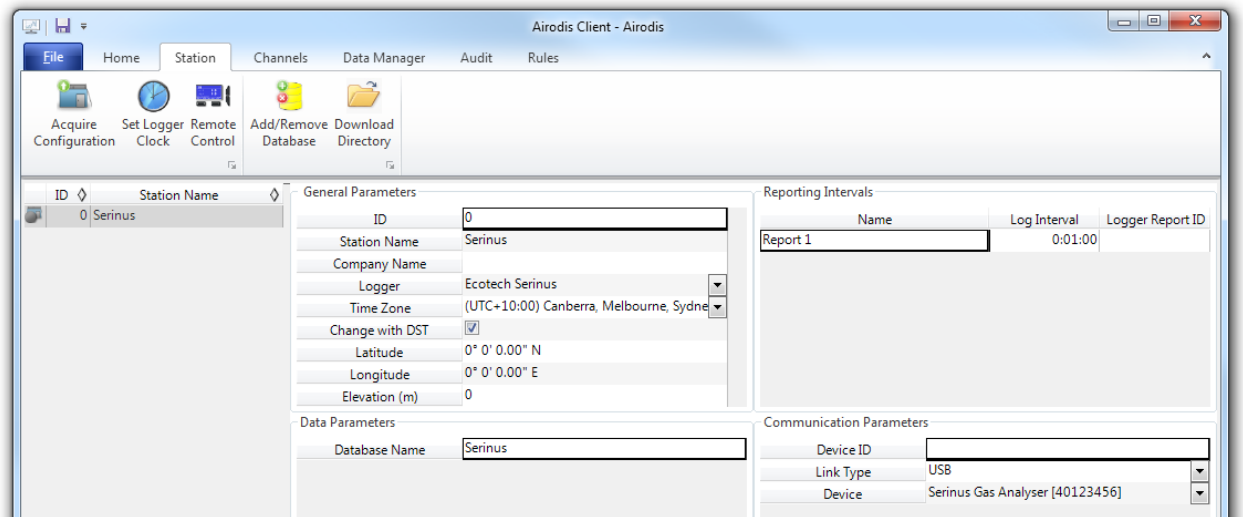 Airodis Client - Airodis
File Home Station Channels Data Manager Audit Rules
Acquire Configuration
Set Logger Clock
Remote Control
Add/Remove Database
Download Directory
ID Station Name
0 Serinus
General Parameters
ID 0
Station Name Serinus
Company Name
Logger Ecotech Serinus
Time Zone (UTC+10:00) Canberra, Melbourne, Sydne
Change with DST
Latitude 0° 0' 0.00" N
Longitude 0° 0' 0.00" E
Elevation (m) 0
Reporting Intervals
Name Log Interval Logger Report ID
Report 1 0:01:00
Data Parameters
Database Name Serinus
Communication Parameters
Device ID
Link Type USB
Device Serinus Gas Analyser [40123456]